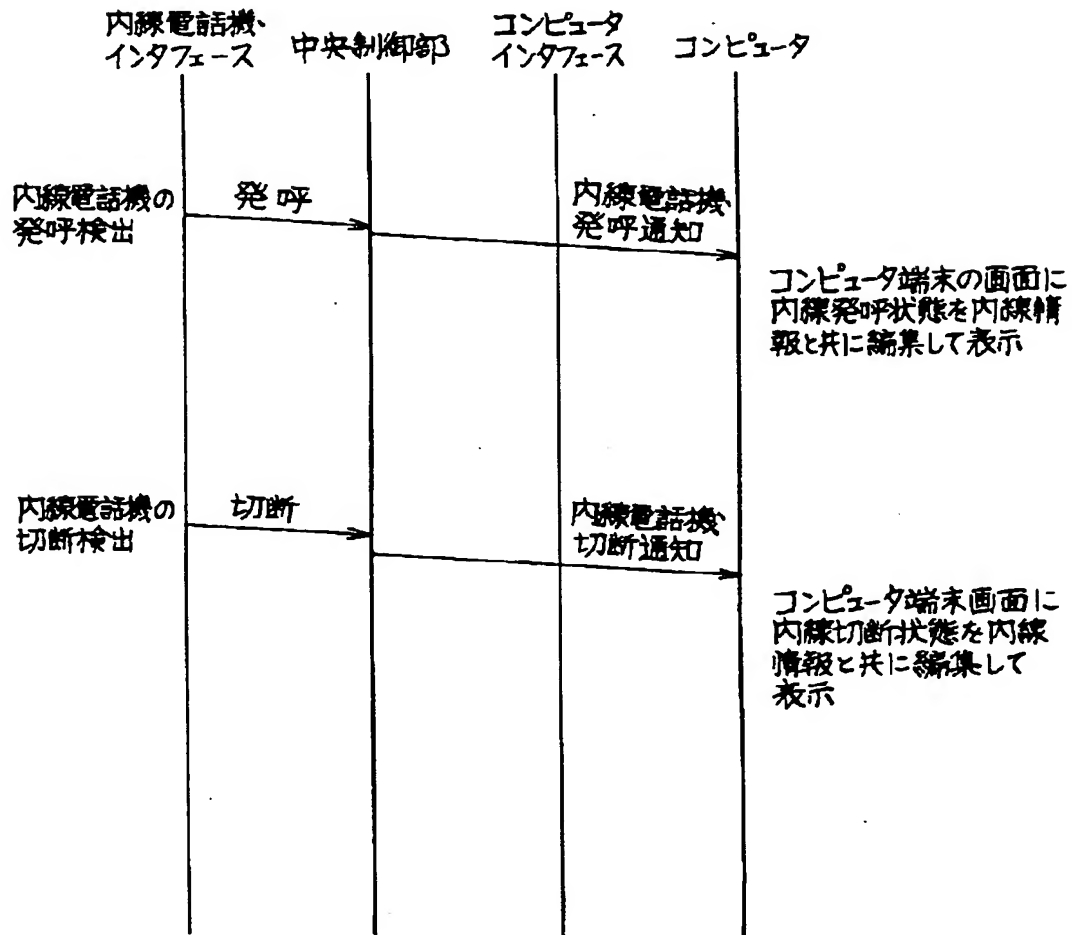 内線電話機・
インタフェース
中央制御部
コンピュータ
インタフェース
コンピュータ
内線電話機の
発呼検出
発呼
内線電話機
発呼通知
コンピュータ端末の画面に
内線発呼状態を内線情
報と共に編集して表示
内線電話機の
切断検出
切断
内線電話機
切断通知
コンピュータ端末画面に
内線切断状態を内線
情報と共に編集して
表示